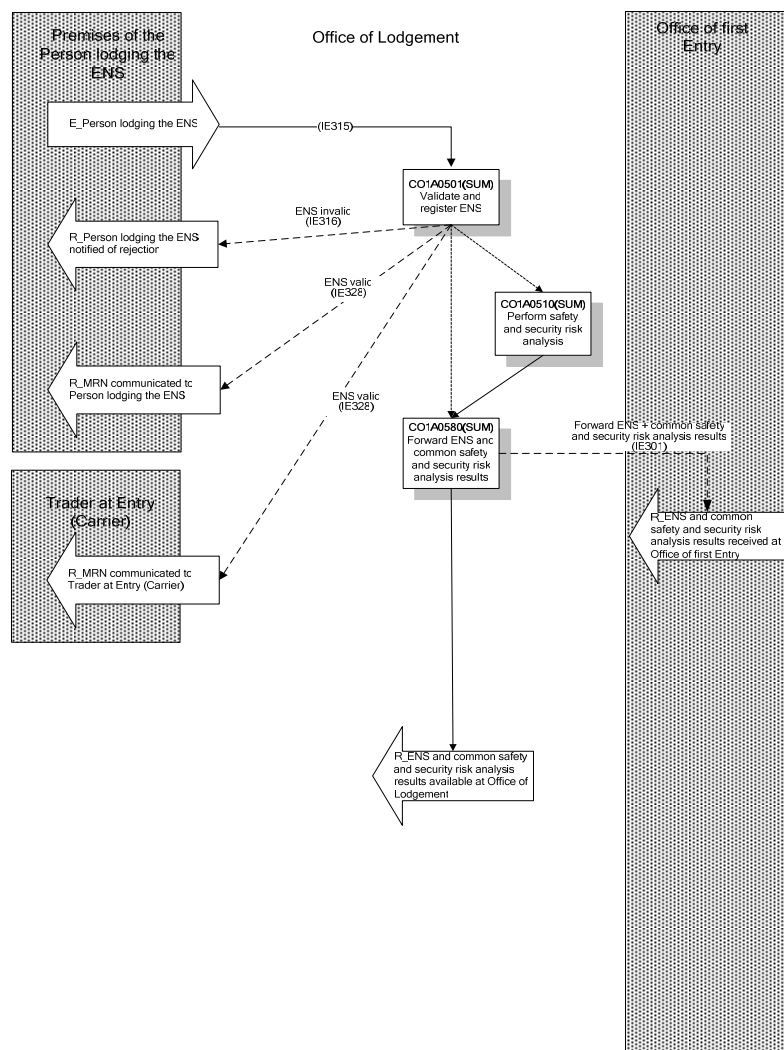 Premises of the
Person lodging the
ENS
Office of Lodgement
Office of first
Entry
E_Person lodging the ENS
(IE315)
CO1A0501(SUM)
Validate and
register ENS
ENS invalid
(IE316)
R_Person lodging the ENS
notified of rejection
ENS valid
(IE328)
CO1A0510(SUM)
Perform safety
and security risk
analysis
R_MRN communicated to
Person lodging the ENS
ENS valid
(IE328)
CO1A0580(SUM)
Forward ENS and
common safety
and security risk
analysis results
Forward ENS + common safety
and security risk analysis results
(IE301)
Trader at Entry
(Carrier)
R_ENS and common
safety and security risk
analysis results received at
Office of first Entry
R_MRN communicated to
Trader at Entry (Carrier)
R_ENS and common safety
and security risk analysis
results available at Office of
Lodgement